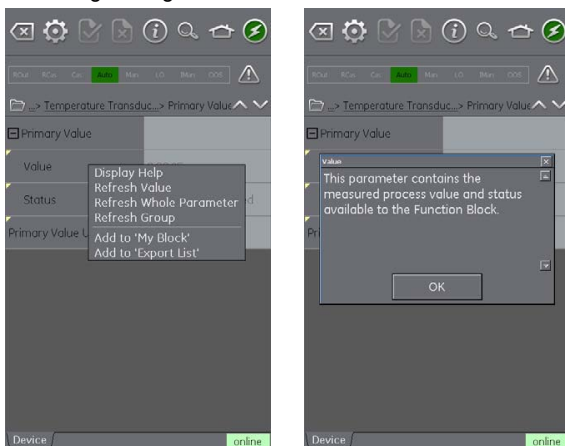 ROut RCas Cas Auto Man LO IMan OOS
...> Temperature Transduc...> Primary Value
Primary Value
Value
Status
Primary Value U
Display Help
Refresh Value
Refresh Whole Parameter
Refresh Group
Add to 'My Block'
Add to 'Export List'
Device
online
ROut RCas Cas Auto Man LO IMan OOS
...> Temperature Transduc...> Primary Value
Primary Value
Value
This parameter contains the
measured process value and status
available to the Function Block.
OK
Pri
Device
online